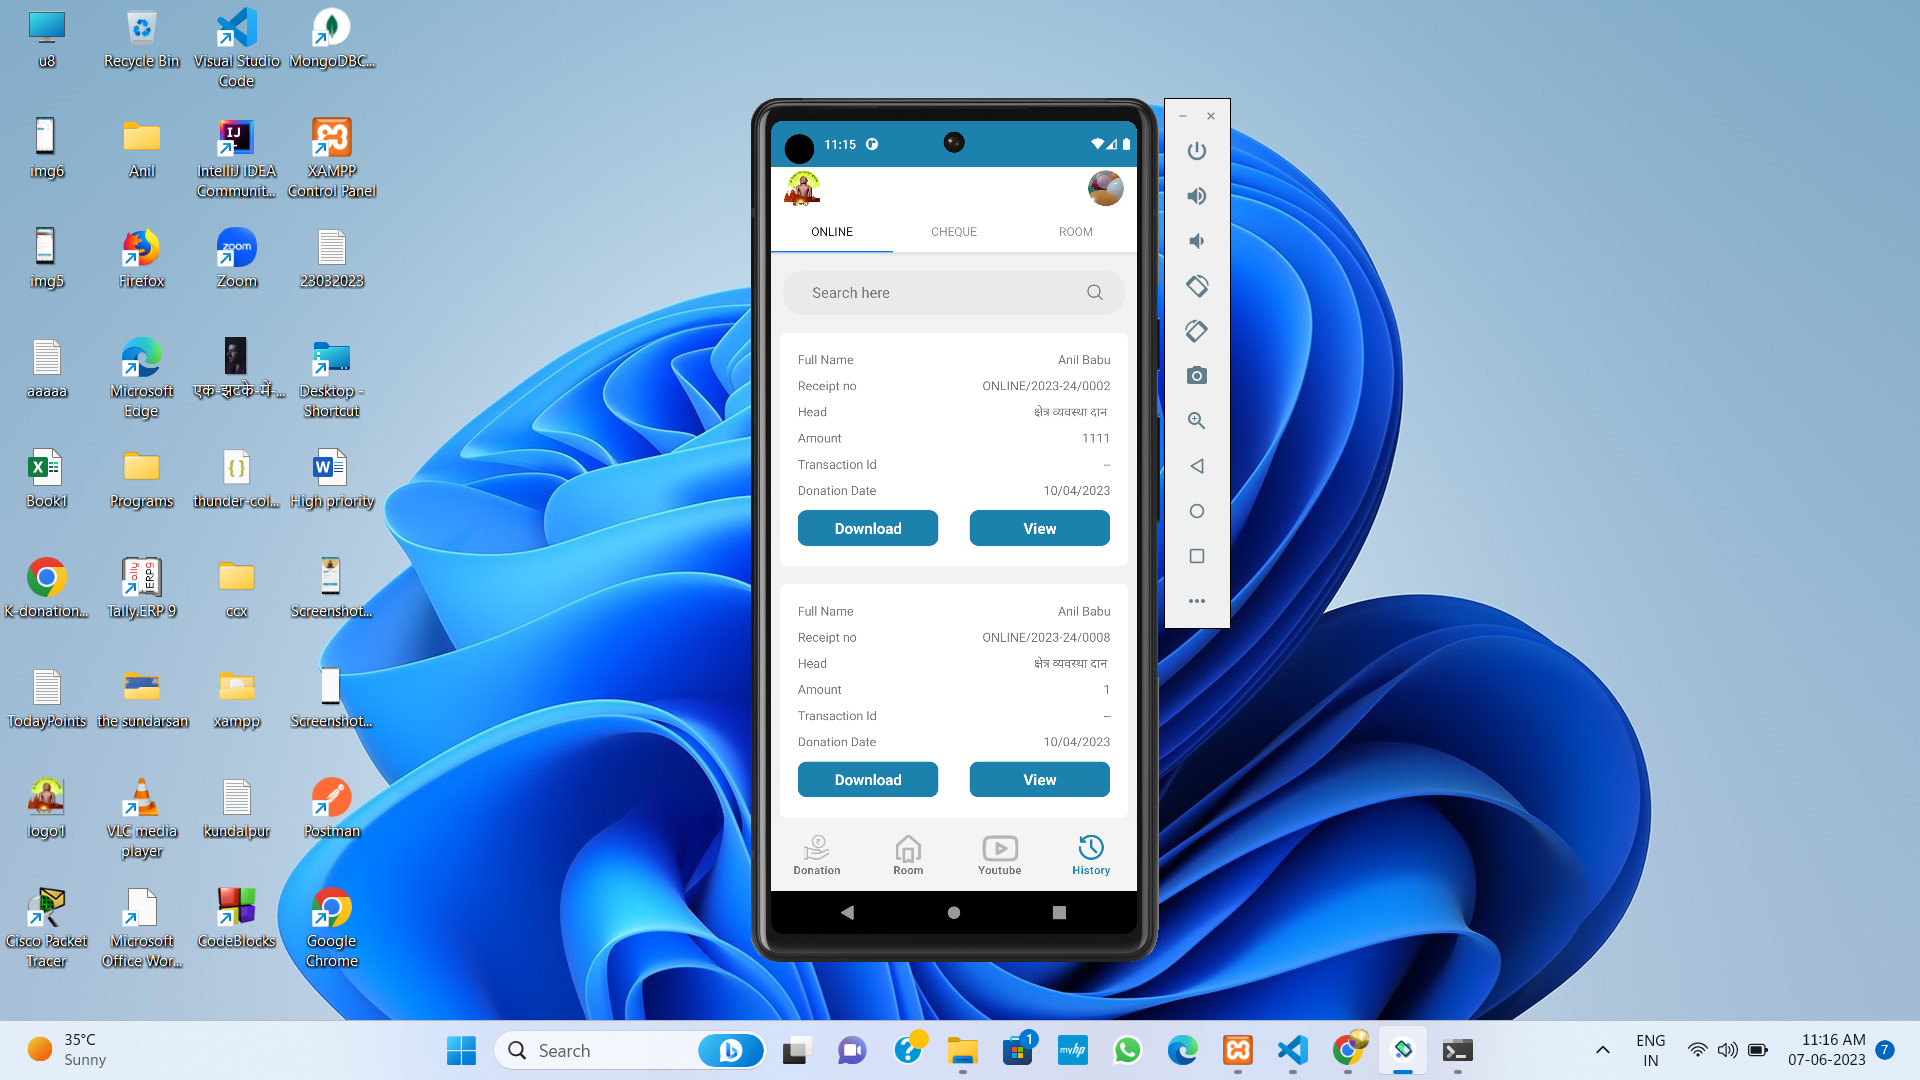 u8
Recycle Bin
Visual Studio
Code
MongoDBC...
img6
Anil
IntelliJ IDEA
Communit...
XAMPP
Control Panel
img5
Firefox
Zoom
23032023
aaaaa
Microsoft
Edge
एक-झटके-में-...
Desktop -
Shortcut
Book1
Programs
thunder-col...
High priority
K-donation...
Tally.ERP 9
ccx
Screenshot...
TodayPoints
the sundarsan
xampp
Screenshot...
logo1
VLC media
player
kundalpur
Postman
Cisco Packet
Tracer
Microsoft
Office Wor...
CodeBlocks
Google
Chrome
11:15
ONLINE CHEQUE ROOM
Search here
Full Name Anil Babu
Receipt no ONLINE/2023-24/0002
Head क्षेत्र व्यवस्था दान
Amount 1111
Transaction Id --
Donation Date 10/04/2023
Download View
Full Name Anil Babu
Receipt no ONLINE/2023-24/0008
Head क्षेत्र व्यवस्था दान
Amount 1
Transaction Id --
Donation Date 10/04/2023
Download View
Donation Room Youtube History
35°C
Sunny
Search
1
myhp
ENG
IN
11:16 AM
07-06-2023
7